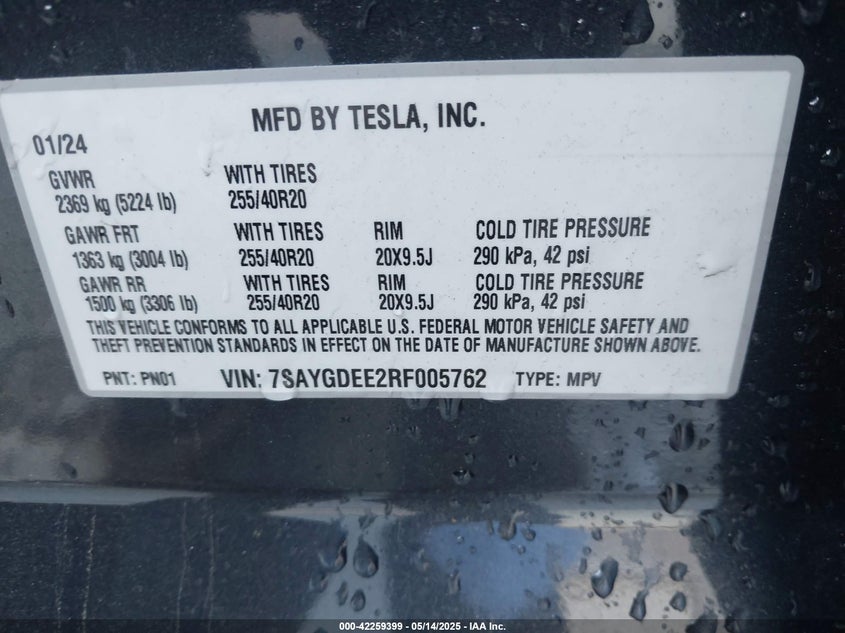 MFD BY TESLA, INC.
01/24
GVWR WITH TIRES
2369 kg (5224 lb) 255/40R20
GAWR FRT WITH TIRES RIM COLD TIRE PRESSURE
1363 kg (3004 lb) 255/40R20 20X9.5J 290 kPa, 42 psi
GAWR RR WITH TIRES RIM COLD TIRE PRESSURE
1500 kg (3306 lb) 255/40R20 20X9.5J 290 kPa, 42 psi
THIS VEHICLE CONFORMS TO ALL APPLICABLE U.S. FEDERAL MOTOR VEHICLE SAFETY AND
THEFT PREVENTION STANDARDS IN EFFECT ON THE DATE OF MANUFACTURE SHOWN ABOVE.
PNT: PN01 VIN: 7SAYGDEE2RF005762 TYPE: MPV
000-42259399 - 05/14/2025 - IAA Inc.